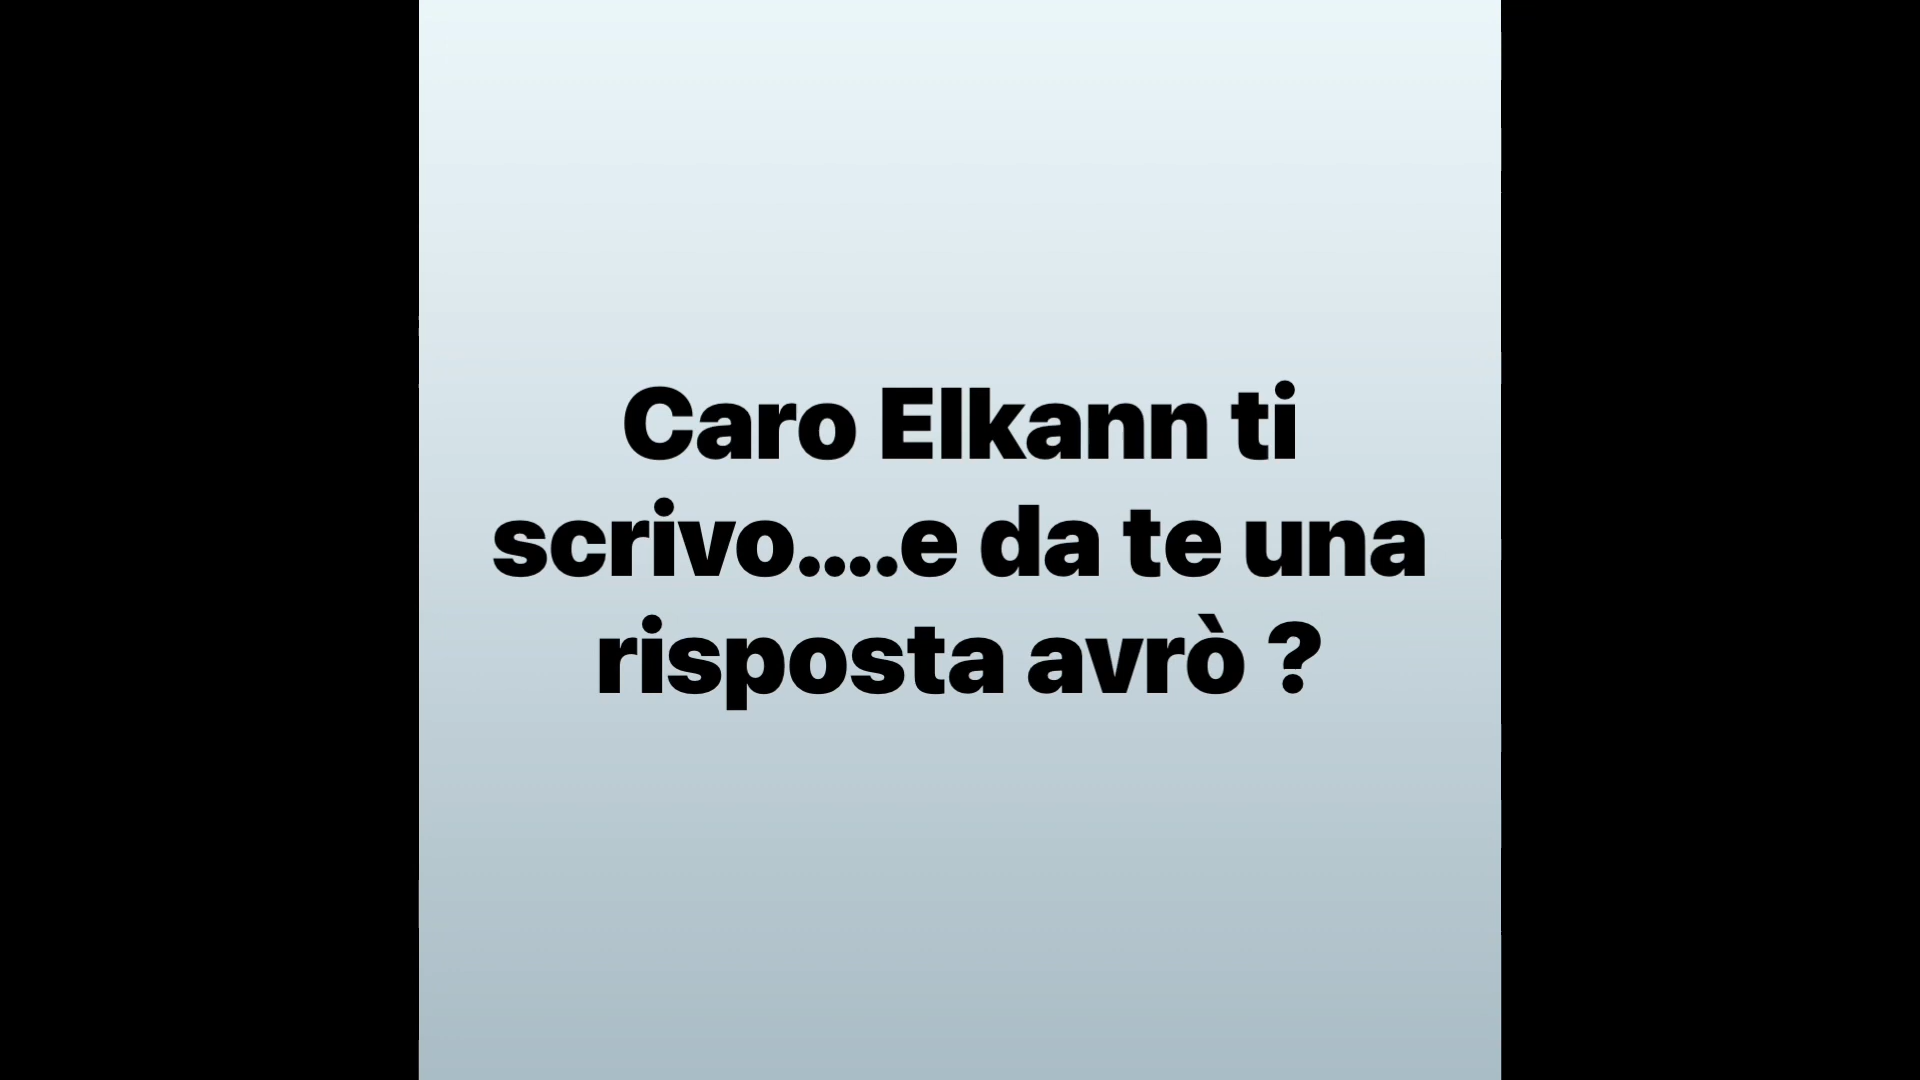 Caro Elkann ti
scrivo....e da te una
risposta avrò ?